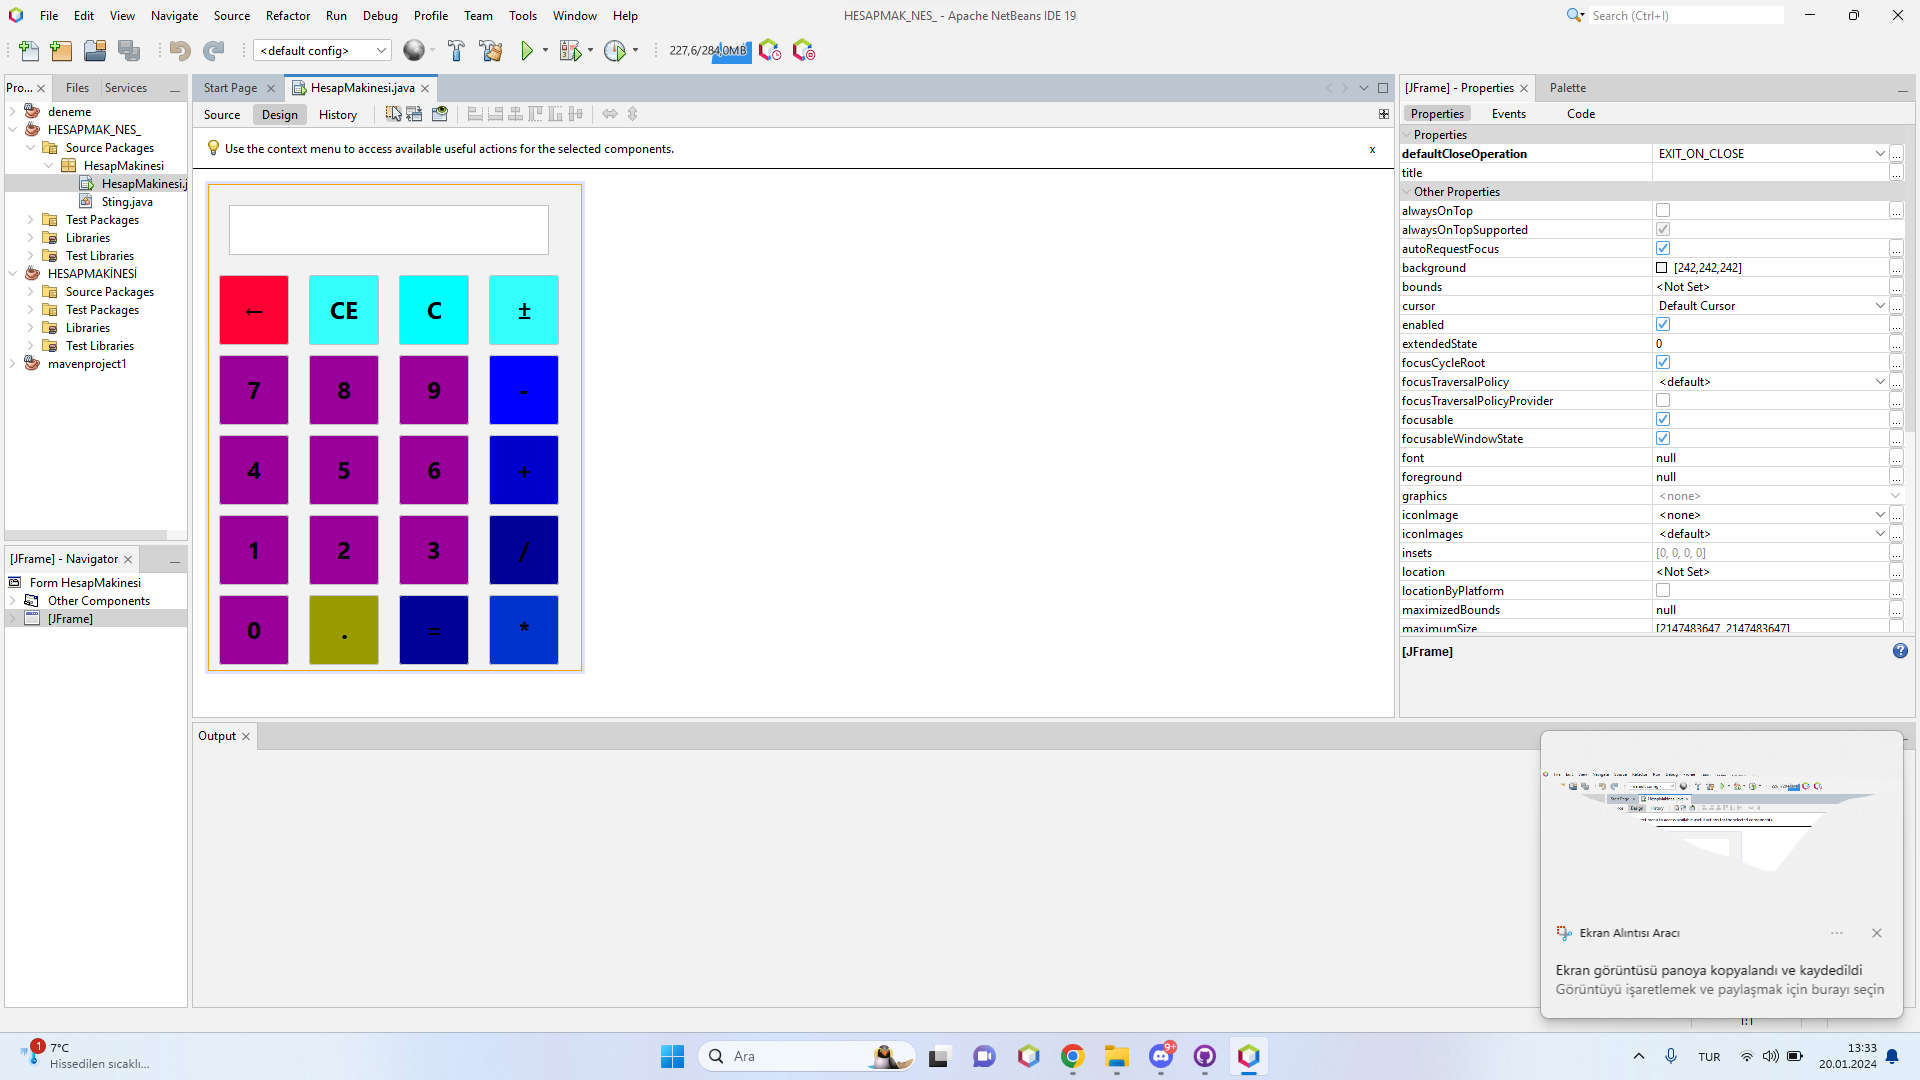 File Edit View Navigate Source Refactor Run Debug Profile Team Tools Window Help
HESAPMAK_NES_ - Apache NetBeans IDE 19
Search (Ctrl+I)
<default config>
227,6/284,0MB
Pro... Files Services
deneme
HESAPMAK_NES_
Source Packages
HesapMakinesi
HesapMakinesi.j
Sting.java
Test Packages
Libraries
Test Libraries
HESAPMAKİNESİ
Source Packages
Test Packages
Libraries
Test Libraries
mavenproject1
[JFrame] - Navigator
Form HesapMakinesi
Other Components
[JFrame]
Start Page HesapMakinesi.java
Source Design History
Use the context menu to access available useful actions for the selected components.
x
← CE C ±
7 8 9 -
4 5 6 +
1 2 3 /
0 . = *
Output
[JFrame] - Properties Palette
Properties Events Code
Properties
defaultCloseOperation EXIT_ON_CLOSE ...
title ...
Other Properties
alwaysOnTop ...
alwaysOnTopSupported
autoRequestFocus ...
background [242,242,242] ...
bounds <Not Set> ...
cursor Default Cursor ...
enabled ...
extendedState 0 ...
focusCycleRoot ...
focusTraversalPolicy <default> ...
focusTraversalPolicyProvider ...
focusable ...
focusableWindowState ...
font null ...
foreground null ...
graphics <none>
iconImage <none> ...
iconImages <default> ...
insets [0, 0, 0, 0] ...
location <Not Set> ...
locationByPlatform ...
maximizedBounds null ...
maximumSize [2147483647, 2147483647]
[JFrame]
Ekran Alıntısı Aracı
Ekran görüntüsü panoya kopyalandı ve kaydedildi
Görüntüyü işaretlemek ve paylaşmak için burayı seçin
1:1
1
7°C
Hissedilen sıcaklı...
Ara
9+
TUR
13:33
20.01.2024